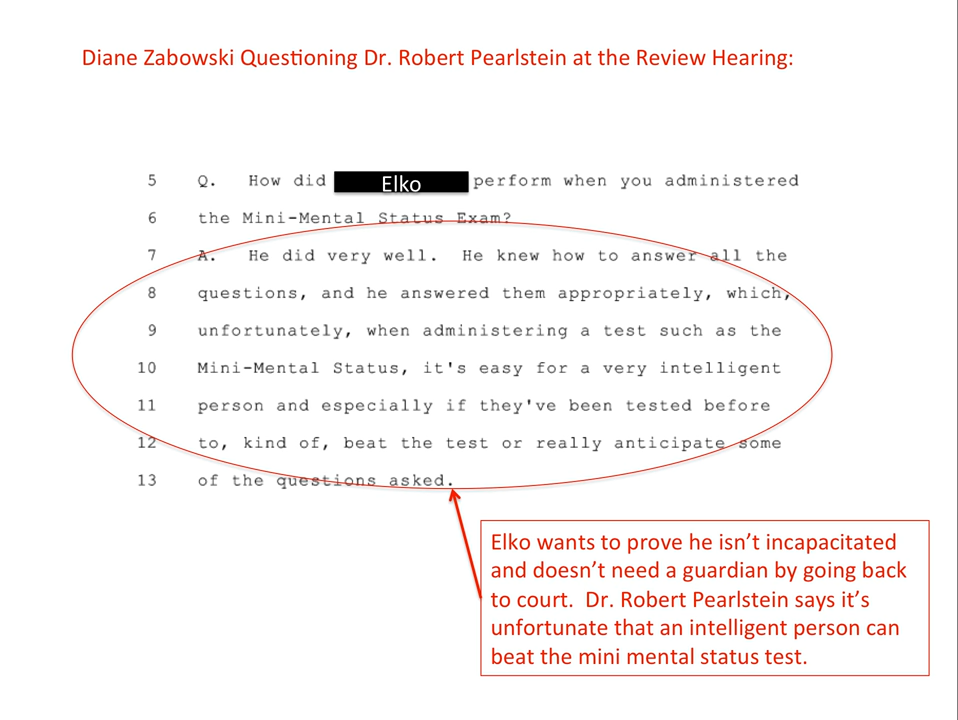 Diane Zabowski Questioning Dr. Robert Pearlstein at the Review Hearing:
5 Q. How did Elko perform when you administered
6 the Mini-Mental Status Exam?
7 A. He did very well. He knew how to answer all the
8 questions, and he answered them appropriately, which,
9 unfortunately, when administering a test such as the
10 Mini-Mental Status, it's easy for a very intelligent
11 person and especially if they've been tested before
12 to, kind of, beat the test or really anticipate some
13 of the questions asked.
Elko wants to prove he isn't incapacitated
and doesn't need a guardian by going back
to court. Dr. Robert Pearlstein says it's
unfortunate that an intelligent person can
beat the mini mental status test.